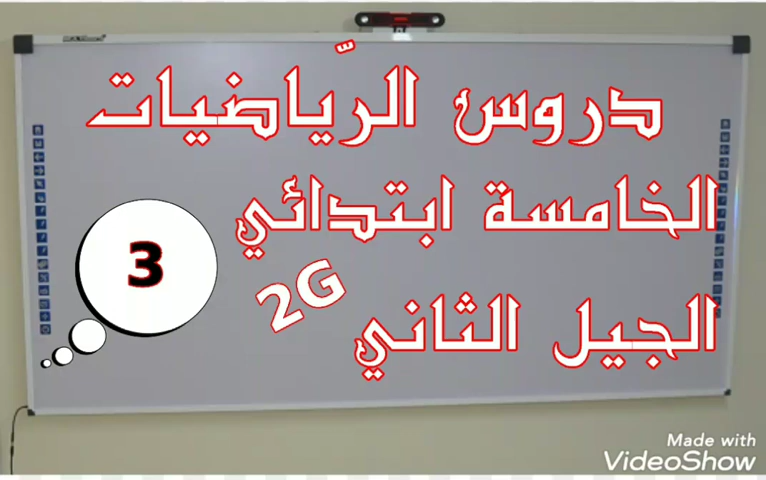 دروس الرّياضيات
الخامسة ابتدائي
3
2G
الجيل الثاني
Made with
VideoShow